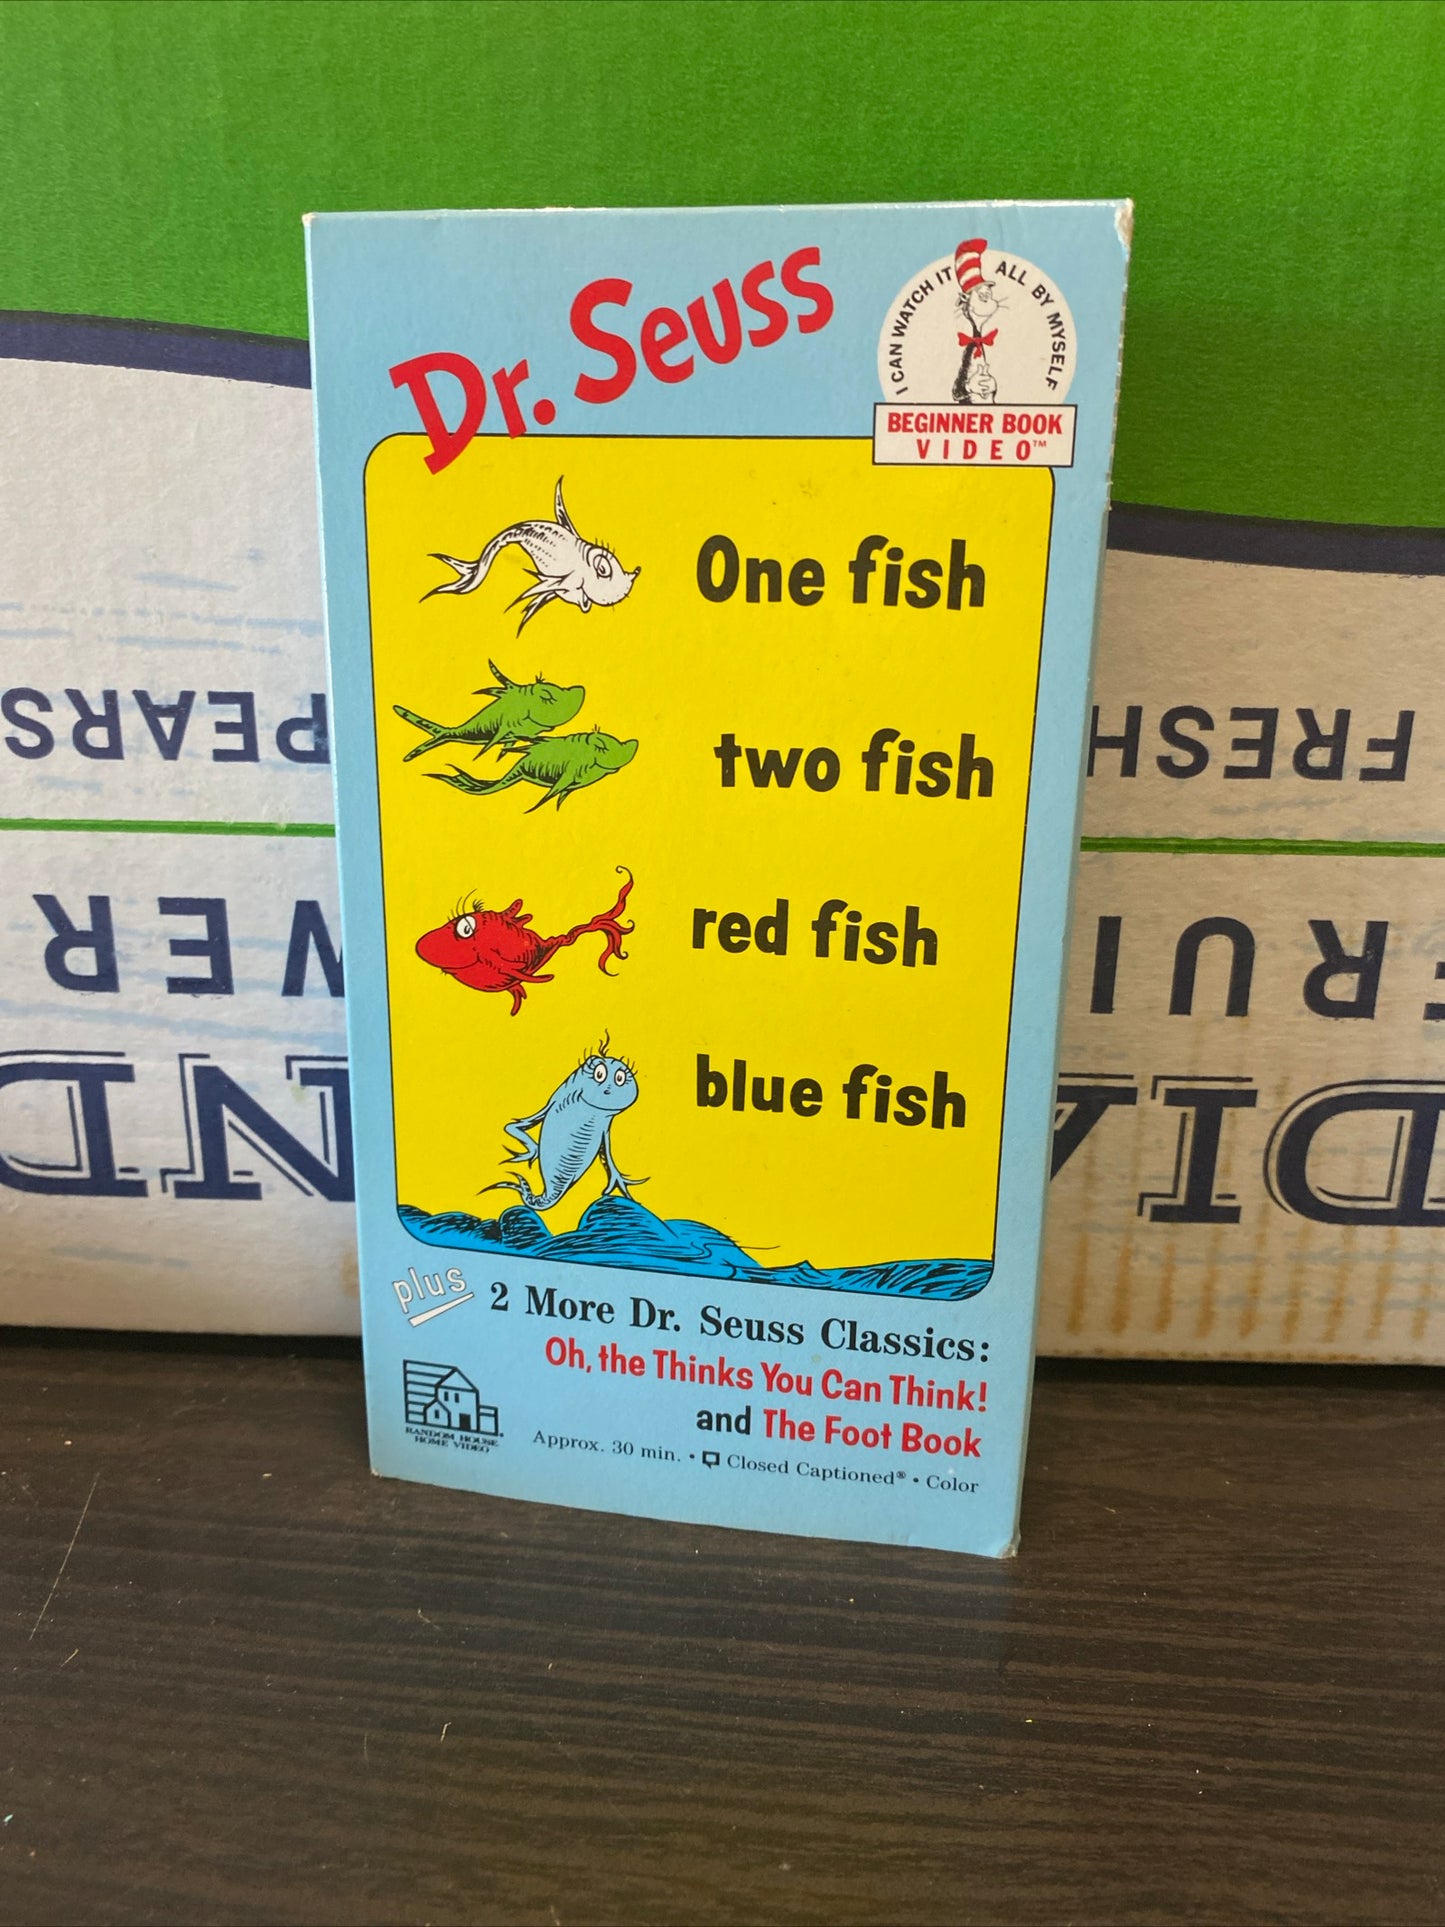 Dr. Seuss
I CAN WATCH IT ALL BY MYSELF
BEGINNER BOOK
VIDEO™
One fish
two fish
red fish
blue fish
plus
2 More Dr. Seuss Classics:
Oh, the Thinks You Can Think!
and The Foot Book
RANDOM HOUSE
HOME VIDEO
Approx. 30 min. • Closed Captioned® • Color
FRESH
PEARS